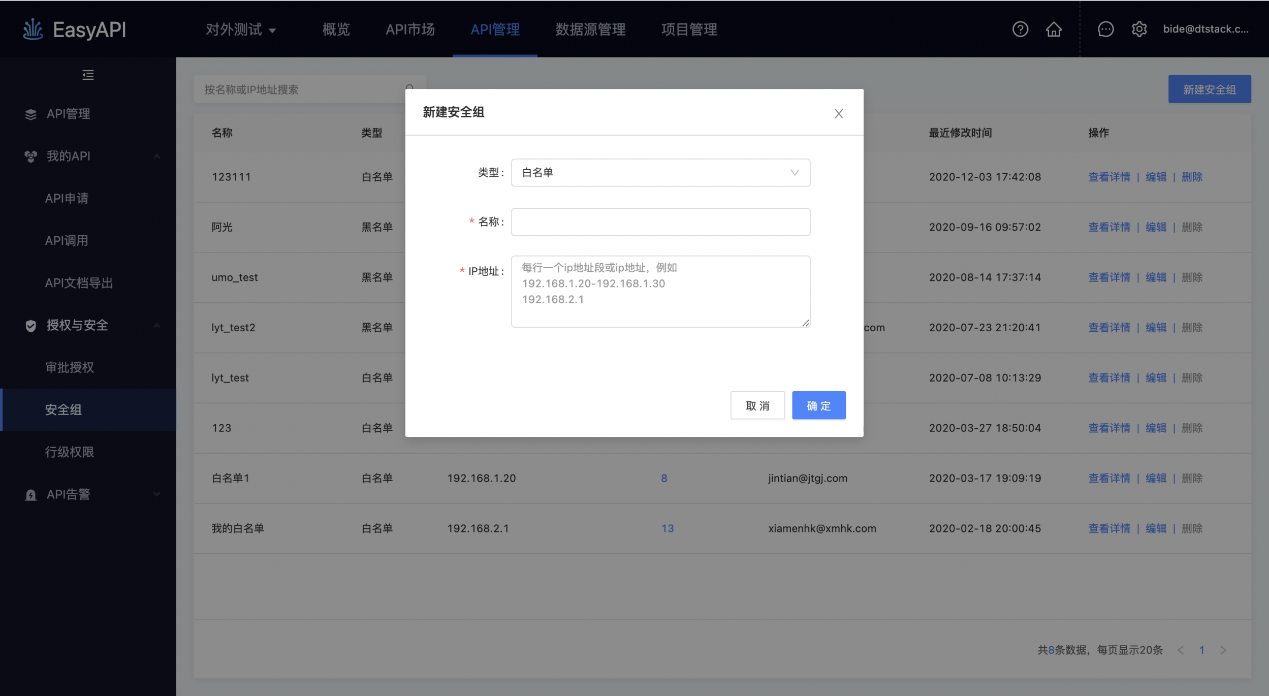 EasyAPI 对外测试 概览 API市场 API管理 数据源管理 项目管理 bide@dtstack.c...
API管理
我的API
API申请
API调用
API文档导出
授权与安全
审批授权
安全组
行级权限
API告警
按名称或IP地址搜索 新建安全组
名称 类型 最近修改时间 操作
123111 白名单 2020-12-03 17:42:08 查看详情 | 编辑 | 删除
阿光 黑名单 2020-09-16 09:57:02 查看详情 | 编辑 | 删除
umo_test 黑名单 2020-08-14 17:37:14 查看详情 | 编辑 | 删除
lyt_test2 黑名单 com 2020-07-23 21:20:41 查看详情 | 编辑 | 删除
lyt_test 白名单 2020-07-08 10:13:29 查看详情 | 编辑 | 删除
123 白名单 2020-03-27 18:50:04 查看详情 | 编辑 | 删除
白名单1 白名单 192.168.1.20 8 jintian@jtgj.com 2020-03-17 19:09:19 查看详情 | 编辑 | 删除
我的白名单 白名单 192.168.2.1 13 xiamenhk@xmhk.com 2020-02-18 20:00:45 查看详情 | 编辑 | 删除
共8条数据，每页显示20条 < 1 >
新建安全组
类型: 白名单
* 名称:
* IP地址: 每行一个ip地址段或ip地址，例如
192.168.1.20-192.168.1.30
192.168.2.1
取 消 确 定